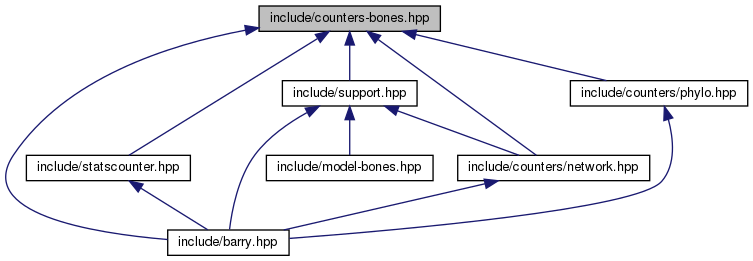 include/counters-bones.hpp
include/support.hpp
include/counters/phylo.hpp
include/statscounter.hpp
include/model-bones.hpp
include/counters/network.hpp
include/barry.hpp